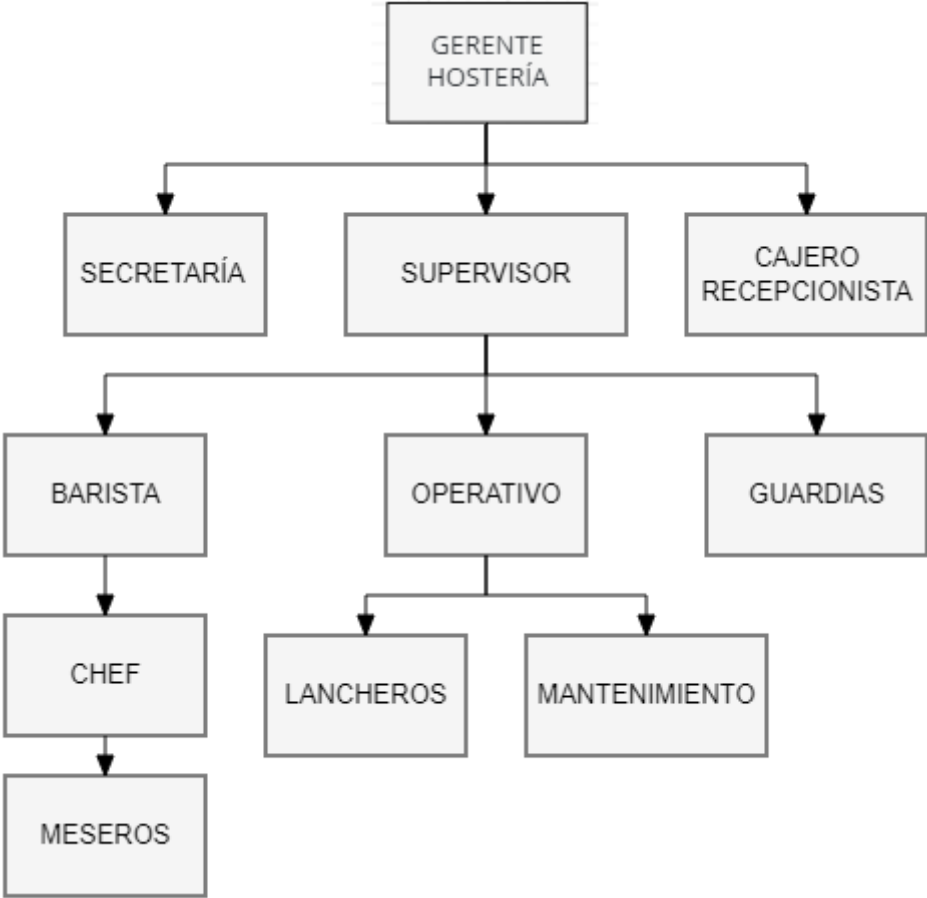 GERENTE
HOSTERÍA
SECRETARÍA
SUPERVISOR
CAJERO
RECEPCIONISTA
BARISTA
OPERATIVO
GUARDIAS
CHEF
LANCHEROS
MANTENIMIENTO
MESEROS